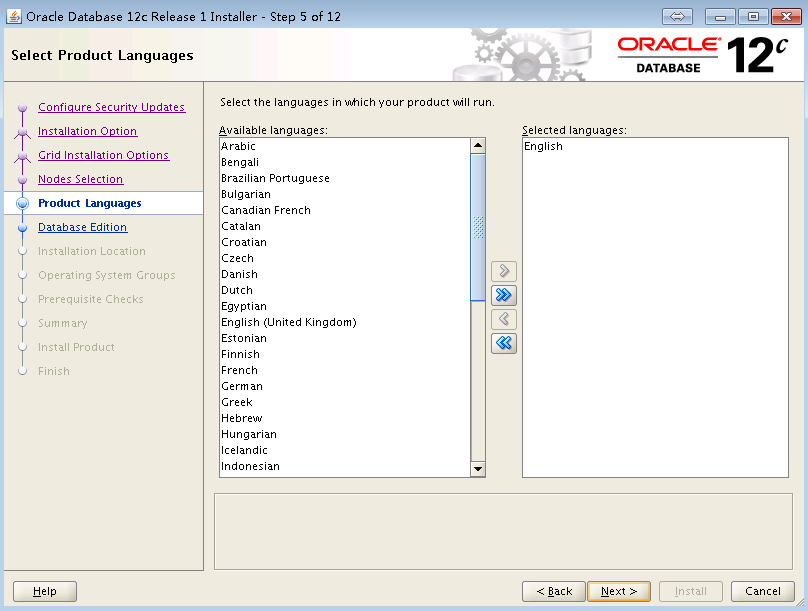 Oracle Database 12c Release 1 Installer - Step 5 of 12
Select Product Languages
ORACLE®
DATABASE
12c
Configure Security Updates
Installation Option
Grid Installation Options
Nodes Selection
Product Languages
Database Edition
Installation Location
Operating System Groups
Prerequisite Checks
Summary
Install Product
Finish
Select the languages in which your product will run.
Available languages:
Arabic
Bengali
Brazilian Portuguese
Bulgarian
Canadian French
Catalan
Croatian
Czech
Danish
Dutch
Egyptian
English (United Kingdom)
Estonian
Finnish
French
German
Greek
Hebrew
Hungarian
Icelandic
Indonesian
Selected languages:
English
Help
< Back
Next >
Install
Cancel